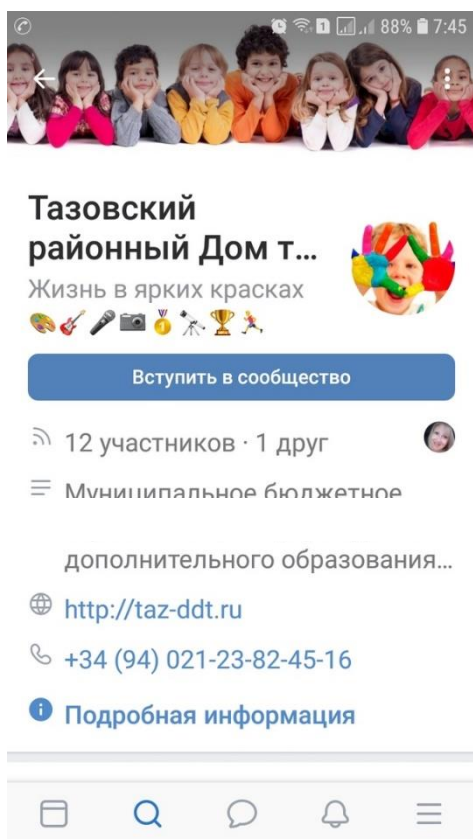 88% 7:45
Тазовский
районный Дом т...
Жизнь в ярких красках
Вступить в сообщество
12 участников · 1 друг
Муниципальное бюджетное
дополнительного образования...
http://taz-ddt.ru
+34 (94) 021-23-82-45-16
Подробная информация